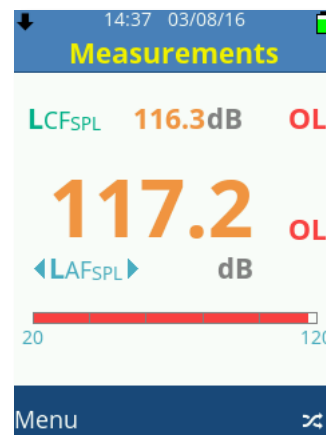 14:37 03/08/16
Measurements
LCFSPL 116.3dB OL
117.2 OL
LAFSPL dB
20 120
Menu